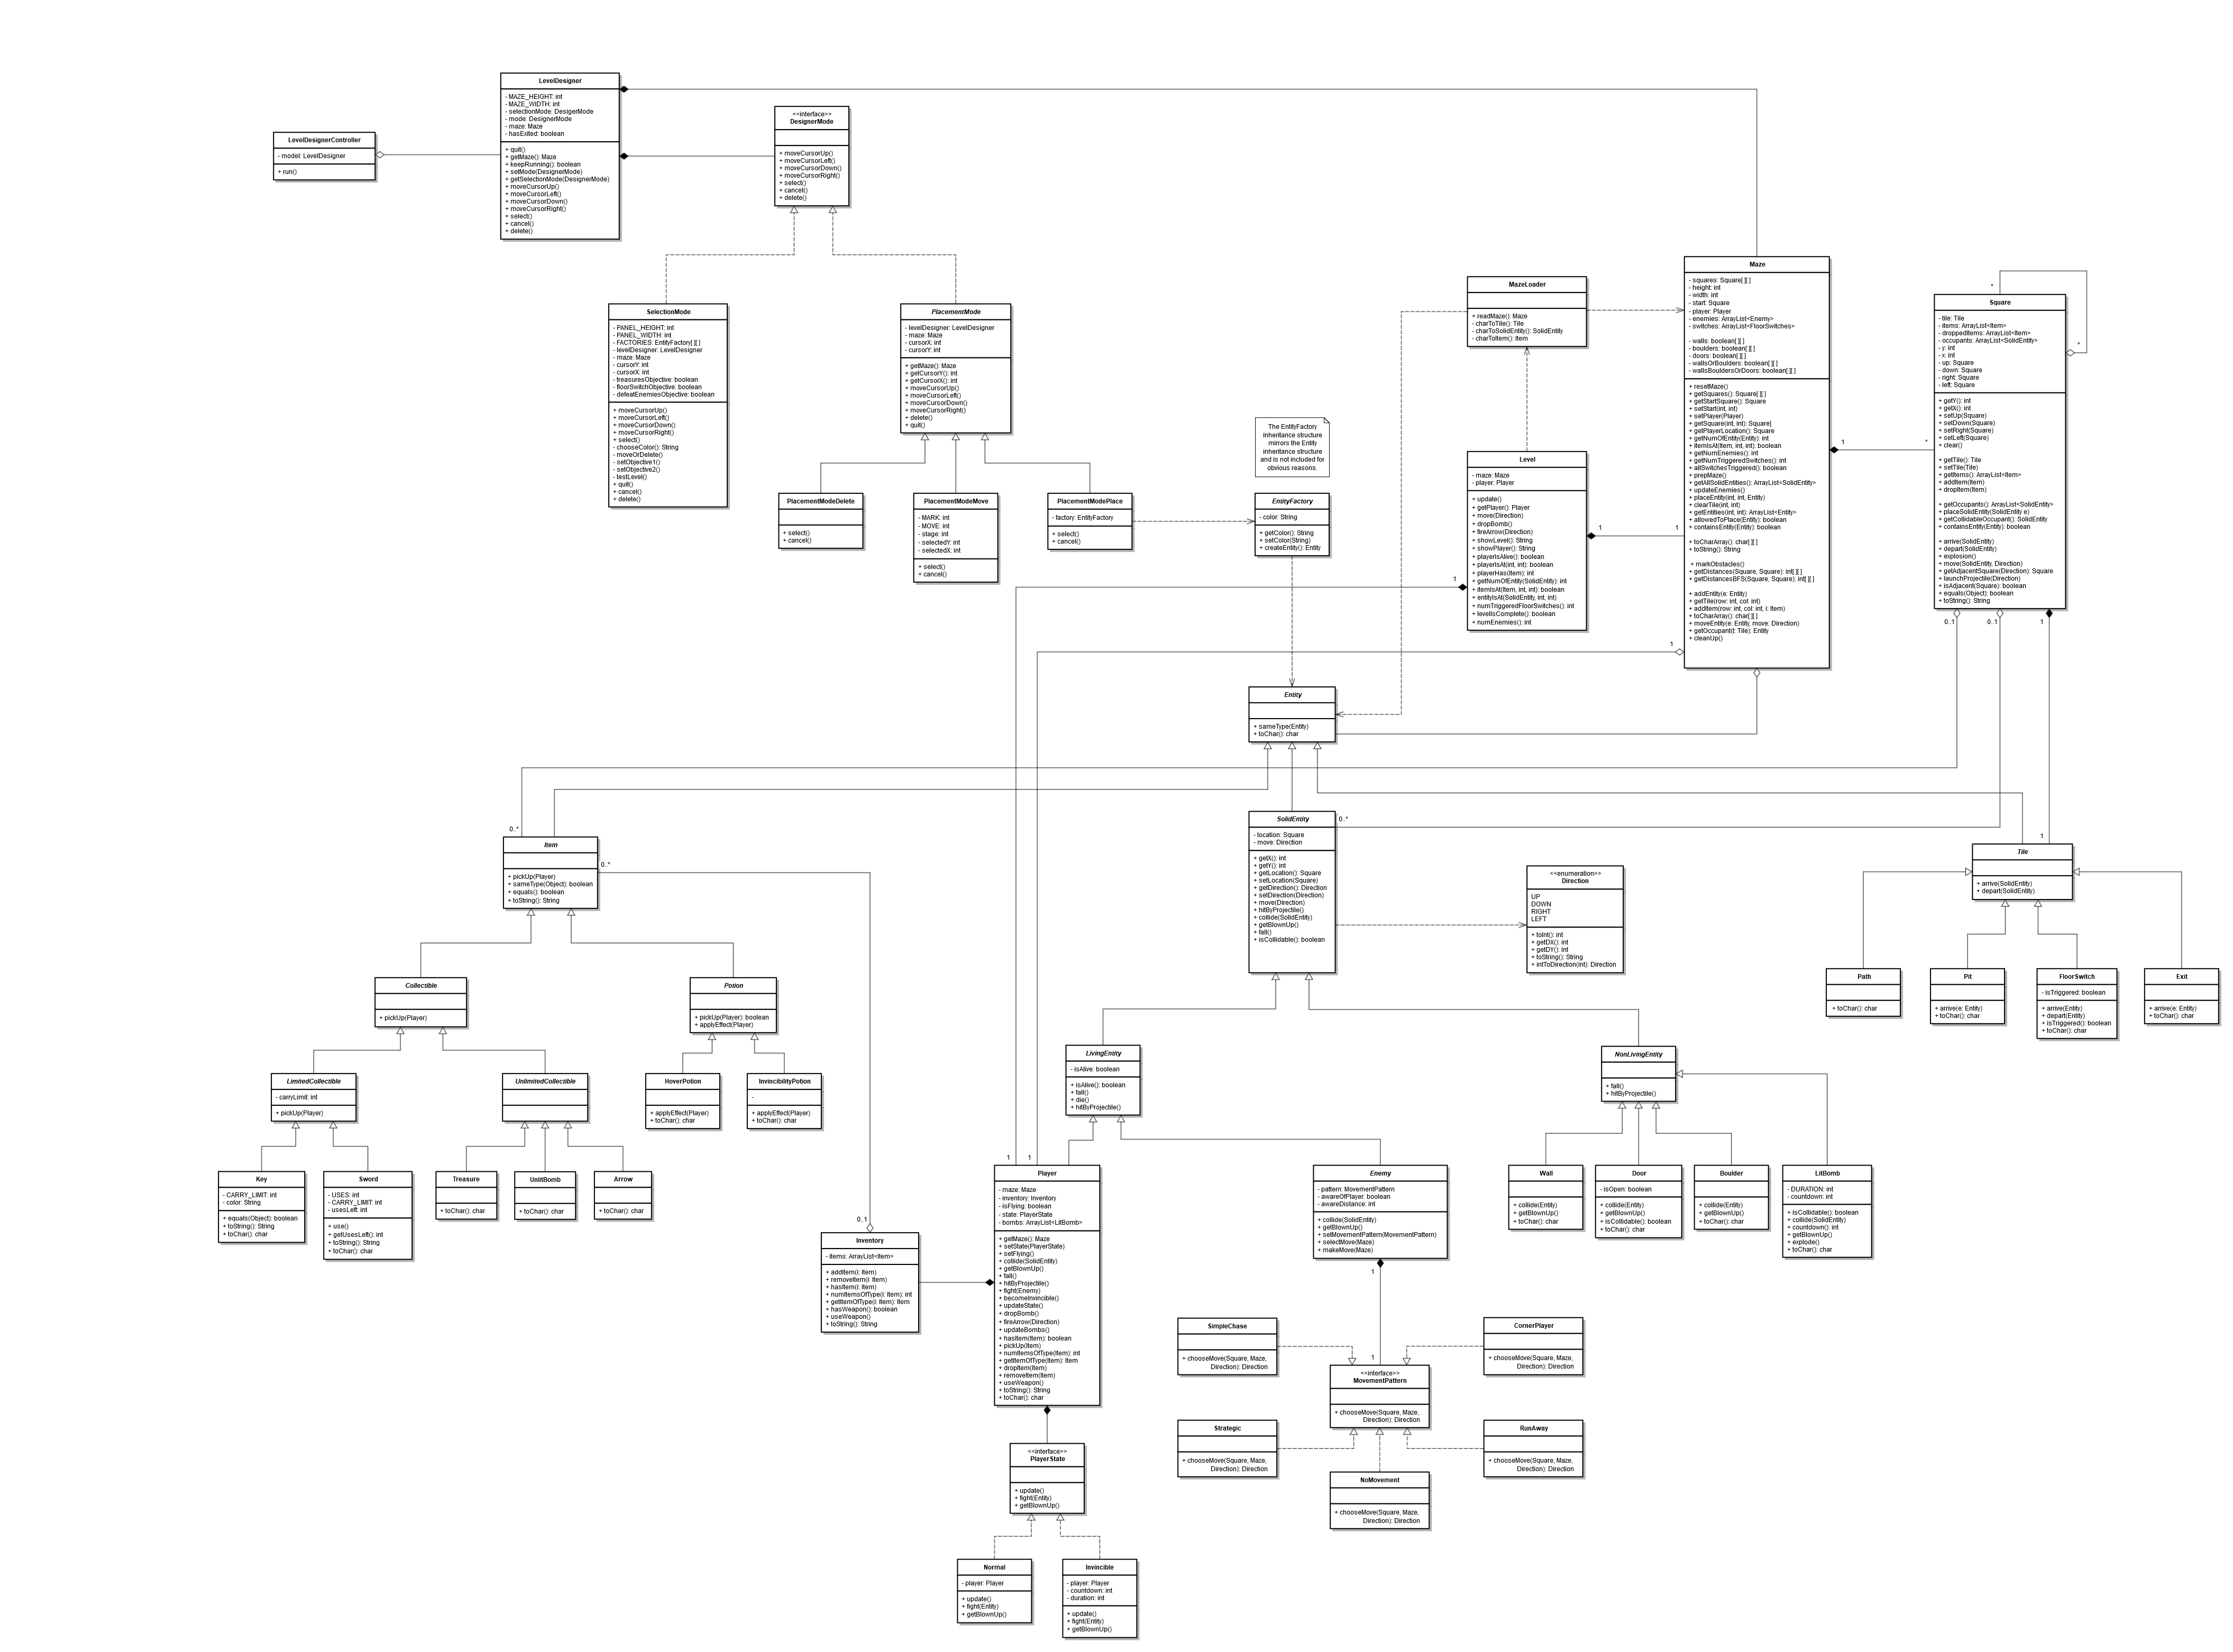 LevelDesigner
- MAZE_HEIGHT: int
- MAZE_WIDTH: int
- selectionMode: DesigerMode
- mode: DesignerMode
- maze: Maze
- hasExited: boolean
+ quit()
+ getMaze(): Maze
+ keepRunning(): boolean
+ setMode(DesignerMode)
+ getSelectionMode(DesignerMode)
+ moveCursorUp()
+ moveCursorLeft()
+ moveCursorDown()
+ moveCursorRight()
+ select()
+ cancel()
+ delete()
<<interface>>
DesignerMode
+ moveCursorUp()
+ moveCursorLeft()
+ moveCursorDown()
+ moveCursorRight()
+ select()
+ cancel()
+ delete()
LevelDesignerController
- model: LevelDesigner
+ run()
SelectionMode
- PANEL_HEIGHT: int
- PANEL_WIDTH: int
- FACTORIES: EntityFactory[ ][ ]
- levelDesigner: LevelDesigner
- maze: Maze
- cursorY: int
- cursorX: int
- treasuresObjective: boolean
- floorSwitchObjective: boolean
- defeatEnemiesObjective: boolean
+ moveCursorUp()
+ moveCursorLeft()
+ moveCursorDown()
+ moveCursorRight()
+ select()
- chooseColor(): String
- moveOrDelete()
- setObjective1()
- setObjective2()
- testLevel()
+ quit()
+ cancel()
+ delete()
PlacementMode
- levelDesigner: LevelDesigner
- maze: Maze
- cursorX: int
- cursorY: int
+ getMaze(): Maze
+ getCursorY(): int
+ getCursorX(): int
+ moveCursorUp()
+ moveCursorLeft()
+ moveCursorDown()
+ moveCursorRight()
+ delete()
+ quit()
PlacementModeDelete
+ select()
+ cancel()
PlacementModeMove
- MARK: int
- MOVE: int
- stage: int
- selectedY: int
- selectedX: int
+ select()
+ cancel()
PlacementModePlace
- factory: EntityFactory
+ select()
+ cancel()
The EntityFactory
inheritance structure
mirrors the Entity
inheritance structure
and is not included for
obvious reasons.
EntityFactory
- color: String
+ getColor(): String
+ setColor(String)
+ createEntity(): Entity
MazeLoader
+ readMaze(): Maze
- charToTile(): Tile
- charToSolidEntity(): SolidEntity
- charToItem(): Item
Level
- maze: Maze
- player: Player
+ update()
+ getPlayer(): Player
+ move(Direction)
+ dropBomb()
+ fireArrow(Direction)
+ showLevel(): String
+ showPlayer(): String
+ playerIsAlive(): boolean
+ playerIsAt(int, int): boolean
+ playerHas(Item): int
+ getNumOfEntity(SolidEntity): int
+ itemIsAt(Item, int, int): boolean
+ entityIsAt(SolidEntity, int, int)
+ numTriggeredFloorSwitches(): int
+ levelIsComplete(): boolean
+ numEnemies(): int
1
1
1
1
Maze
- squares: Square[ ][ ]
- height: int
- width: int
- start: Square
- player: Player
- enemies: ArrayList<Enemy>
- switches: ArrayList<FloorSwitches>
- walls: boolean[ ][ ]
- boulders: boolean[ ][ ]
- doors: boolean[ ][ ]
- wallsOrBoulders: boolean[ ][ ]
- wallsBouldersOrDoors: boolean[ ][ ]
+ resetMaze()
+ getSquares(): Square[ ][ ]
+ getStartSquare(): Square
+ setStart(int, int)
+ setPlayer(Player)
+ getSquare(int, int): Square]
+ getPlayerLocation(): Square
+ getNumOfEntity(Entity): int
+ itemIsAt(Item, int, int): boolean
+ getNumEnemies(): int
+ getNumTriggeredSwitches(): int
+ allSwitchesTriggered(): boolean
+ prepMaze()
+ getAllSolidEntities(): ArrayList<SolidEntity>
+ updateEnemies()
+ placeEntity(int, int, Entity)
+ clearTile(int, int)
+ getEntities(int, int): ArrayList<Entity>
+ allowedToPlace(Entity): boolean
+ containsEntity(Entity): boolean
+ toCharArray(): char[ ][ ]
+ toString(): String
+ markObstacles()
+ getDistances(Square, Square): int[ ][ ]
+ getDistancesBFS(Square, Square): int[ ][ ]
+ addEntity(e: Entity)
+ getTile(row: int, col: int)
+ addItem(row: int, col: int, i: Item)
+ toCharArray(): char[ ][ ]
+ moveEntity(e: Entity, move: Direction)
+ getOccupant(t: Tile): Entity
+ cleanUp()
1
*
*
*
Square
- tile: Tile
- items: ArrayList<Item>
- droppedItems: ArrayList<Item>
- occupants: ArrayList<SolidEntity>
- y: int
- x: int
- up: Square
- down: Square
- right: Square
- left: Square
+ getY(): int
+ getX(): int
+ setUp(Square)
+ setDown(Square)
+ setRight(Square)
+ setLeft(Square)
+ clear()
+ getTile(): Tile
+ setTile(Tile)
+ getItems(): ArrayList<Item>
+ addItem(Item)
+ dropItem(Item)
+ getOccupants(): ArrayList<SolidEntity>
+ placeSolidEntity(SolidEntity e)
+ getCollidableOccupant(): SolidEntity
+ containsEntity(Entity): boolean
+ arrive(SolidEntity)
+ depart(SolidEntity)
+ explosion()
+ move(SolidEntity, Direction)
+ getAdjacentSquare(Direction): Square
+ launchProjectile(Direction)
+ isAdjacent(Square): boolean
+ equals(Object): boolean
+ toString(): String
0..1
0..1
1
Entity
+ sameType(Entity)
+ toChar(): char
0..*
Item
+ pickUp(Player)
+ sameType(Object): boolean
+ equals(): boolean
+ toString(): String
0..*
SolidEntity
- location: Square
- move: Direction
+ getX(): int
+ getY(): int
+ getLocation(): Square
+ setLocation(Square)
+ getDirection: Direction
+ setDirection(Direction)
+ move(Direction)
+ hitByProjectile()
+ collide(SolidEntity)
+ getBlownUp()
+ fall()
+ isCollidable(): boolean
0..*
<<enumeration>>
Direction
UP
DOWN
RIGHT
LEFT
+ toInt(): int
+ getDX(): int
+ getDY(): int
+ toString(): String
+ intToDirection(int): Direction
1
Tile
+ arrive(SolidEntity)
+ depart(SolidEntity)
Path
+ toChar(): char
Pit
+ arrive(e: Entity)
+ toChar(): char
FloorSwitch
- isTriggered: boolean
+ arrive(Entity)
+ depart(Entity)
+ isTriggered(): boolean
+ toChar(): char
Exit
+ arrive(e: Entity)
+ toChar(): char
Collectible
+ pickUp(Player)
Potion
+ pickUp(Player): boolean
+ applyEffect(Player)
LimitedCollectible
- carryLimit: int
+ pickUp(Player)
UnlimitedCollectible
HoverPotion
+ applyEffect(Player)
+ toChar(): char
InvincibilityPotion
-
+ applyEffect(Player)
+ toChar(): char
Key
- CARRY_LIMIT: int
- color: String
+ equals(Object): boolean
+ toString(): String
+ toChar(): char
Sword
- USES: int
- CARRY_LIMIT: int
- usesLeft: int
+ use()
+ getUsesLeft(): int
+ toString(): String
+ toChar(): char
Treasure
+ toChar(): char
UnlitBomb
+ toChar(): char
Arrow
+ toChar(): char
LivingEntity
- isAlive: boolean
+ isAlive(): boolean
+ fall()
+ die()
+ hitByProjectile()
NonLivingEntity
+ fall()
+ hitByProjectile()
0..1
Inventory
- items: ArrayList<Item>
+ addItem(i: Item)
+ removeItem(i: Item)
+ hasItem(i: Item)
+ numItemsOfType(i: Item): int
+ getItemOfType(i: Item): Item
+ hasWeapon(): boolean
+ useWeapon()
+ toString(): String
1
1
Player
- maze: Maze
- inventory: Inventory
- isFlying: boolean
- state: PlayerState
- bombs: ArrayList<LitBomb>
+ getMaze(): Maze
+ setState(PlayerState)
+ setFlying()
+ collide(SolidEntity)
+ getBlownUp()
+ fall()
+ hitByProjectile()
+ fight(Enemy)
+ becomeInvincible()
+ updateState()
+ dropBomb()
+ fireArrow(Direction)
+ updateBombs()
+ hasItem(Item): boolean
+ pickUp(Item)
+ numItemsOfType(Item): int
+ getItemOfType(Item): Item
+ dropItem(Item)
+ removeItem(Item)
+ useWeapon()
+ toString(): String
+ toChar(): char
Enemy
- pattern: MovementPattern
- awareOfPlayer: boolean
- awareDistance: int
+ collide(SolidEntity)
+ getBlownUp()
+ setMovementPattern(MovementPattern)
+ selectMove(Maze)
+ makeMove(Maze)
1
1
Wall
+ collide(Entity)
+ getBlownUp()
+ toChar(): char
Door
- isOpen: boolean
+ collide(Entity)
+ getBlownUp()
+ isCollidable(): boolean
+ toChar(): char
Boulder
+ collide(Entity)
+ getBlownUp()
+ toChar(): char
LitBomb
- DURATION: int
- countdown: int
+ isCollidable(): boolean
+ collide(SolidEntity)
+ countdown(): int
+ getBlownUp()
+ explode()
+ toChar(): char
SimpleChase
+ chooseMove(Square, Maze,
Direction): Direction
CornerPlayer
+ chooseMove(Square, Maze,
Direction): Direction
<<interface>>
MovementPattern
+ chooseMove(Square, Maze,
Direction): Direction
Strategic
+ chooseMove(Square, Maze,
Direction): Direction
RunAway
+ chooseMove(Square, Maze,
Direction): Direction
NoMovement
+ chooseMove(Square, Maze,
Direction): Direction
<<interface>>
PlayerState
+ update()
+ fight(Entity)
+ getBlownUp()
Normal
- player: Player
+ update()
+ fight(Entity)
+ getBlownUp()
Invincible
- player: Player
- countdown: int
- duration: int
+ update()
+ fight(Entity)
+ getBlownUp()